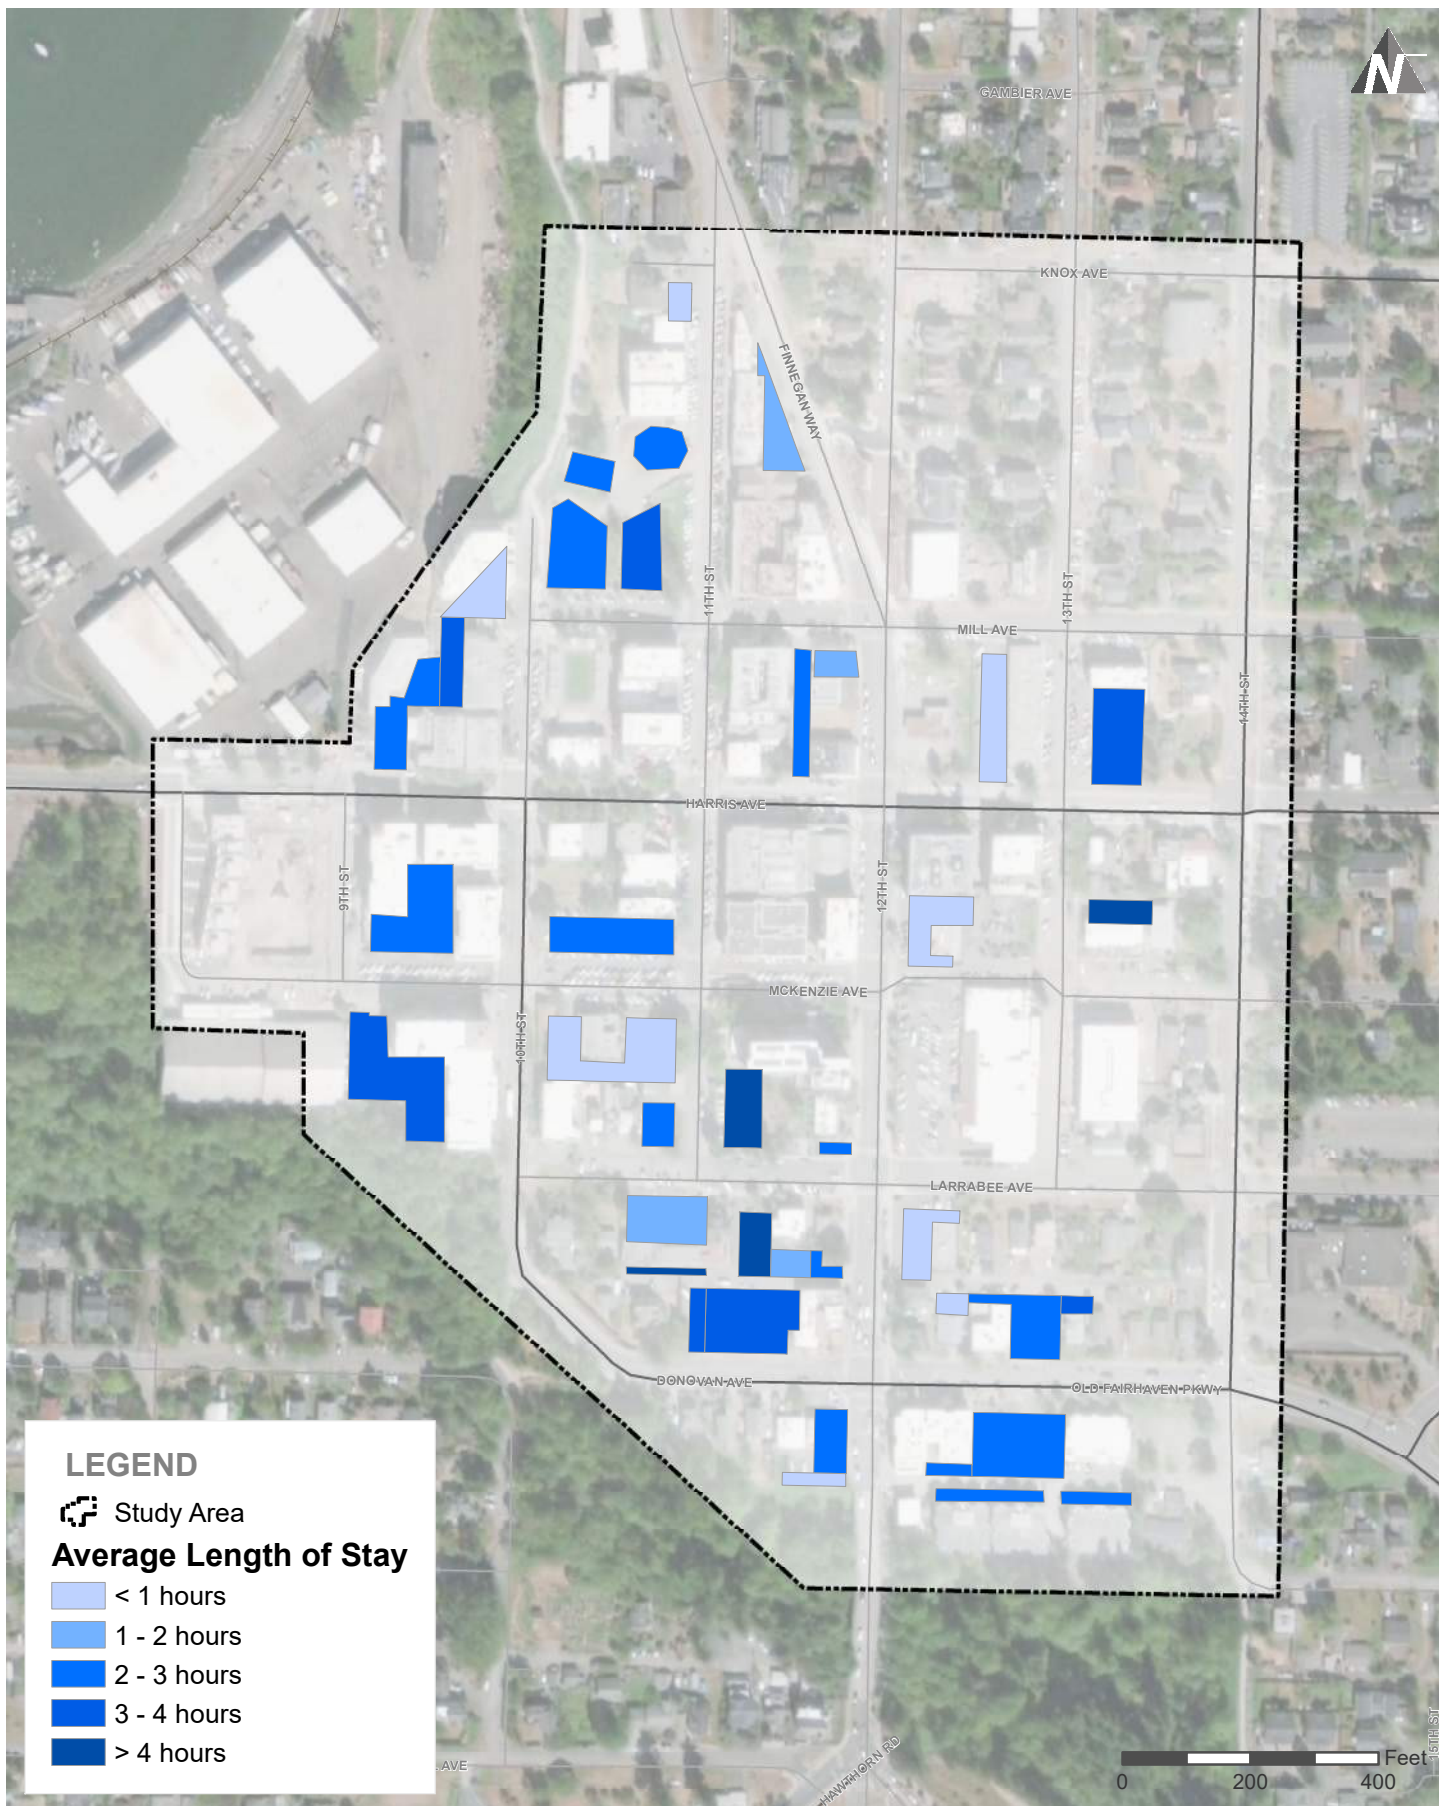 N
GAMBIER AVE
KNOX AVE
FINNEGAN WAY
11TH ST
13TH ST
MILL AVE
14TH ST
HARRIS AVE
9TH ST
12TH ST
MCKENZIE AVE
10TH ST
LARRABEE AVE
DONOVAN AVE
OLD FAIRHAVEN PKWY
LEGEND
Study Area
Average Length of Stay
< 1 hours
1 - 2 hours
2 - 3 hours
3 - 4 hours
> 4 hours
AVE
HAWTHORN RD
15TH ST
Feet
0 200 400